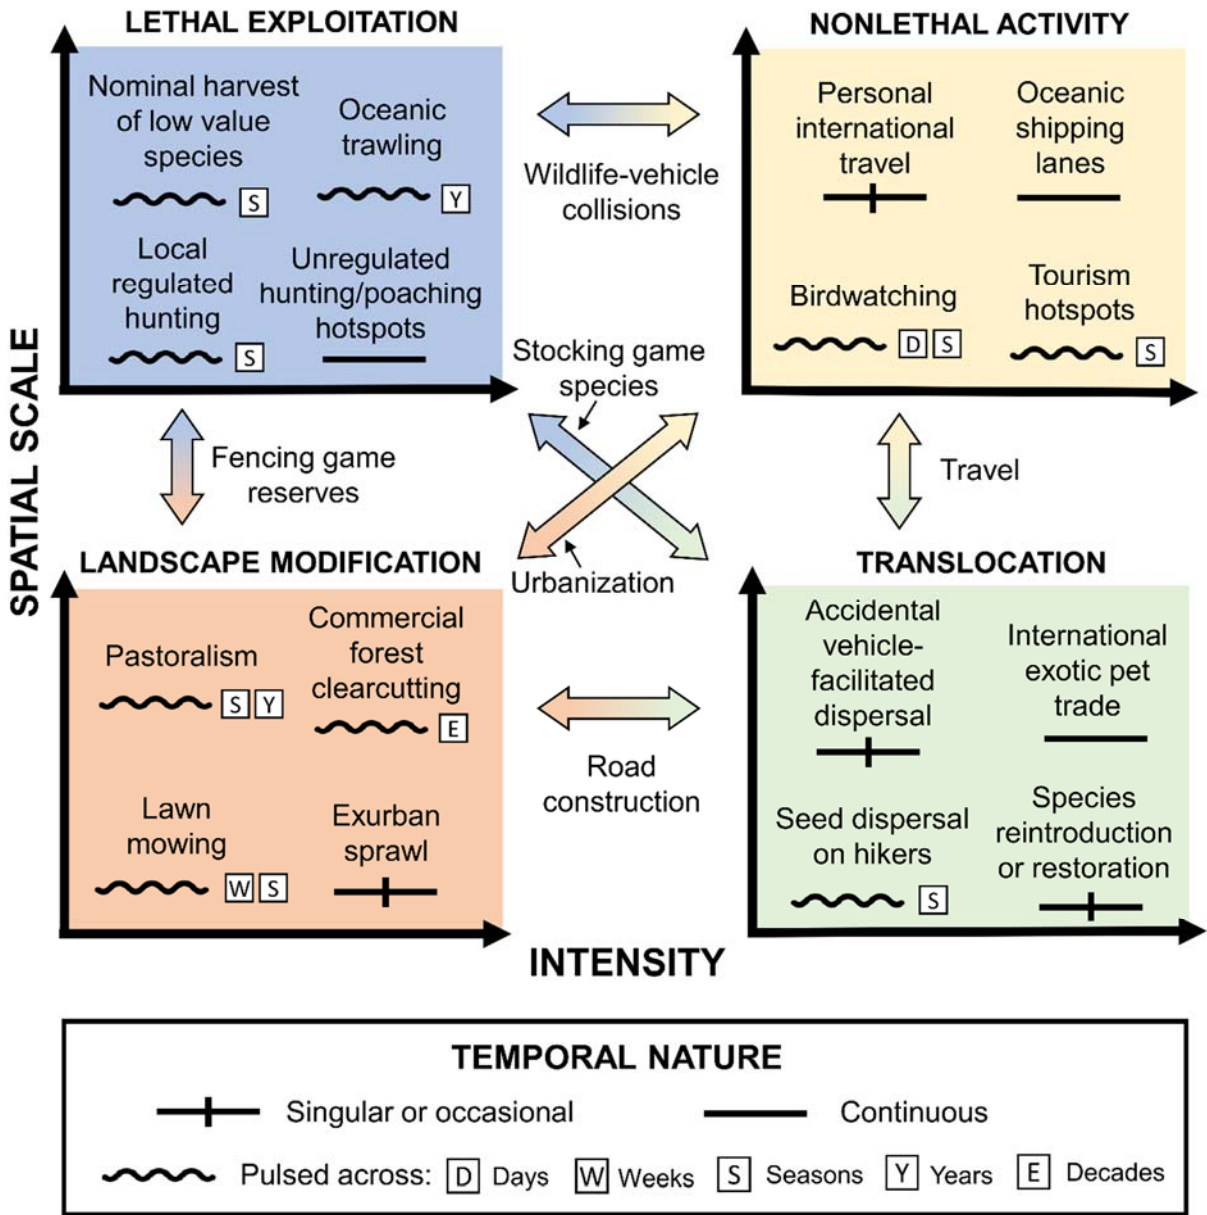 LETHAL EXPLOITATION
NONLETHAL ACTIVITY
Nominal harvest
of low value
species
S
Oceanic
trawling
Y
Local
regulated
hunting
S
Unregulated
hunting/poaching
hotspots
Wildlife-vehicle
collisions
Personal
international
travel
Oceanic
shipping
lanes
Birdwatching
D S
Tourism
hotspots
S
SPATIAL SCALE
Fencing game
reserves
Stocking game
species
Urbanization
Travel
LANDSCAPE MODIFICATION
TRANSLOCATION
Pastoralism
S Y
Commercial
forest
clearcutting
E
Lawn
mowing
W S
Exurban
sprawl
Road
construction
Accidental
vehicle-
facilitated
dispersal
International
exotic pet
trade
Seed dispersal
on hikers
S
Species
reintroduction
or restoration
INTENSITY
TEMPORAL NATURE
Singular or occasional
Continuous
Pulsed across: D Days W Weeks S Seasons Y Years E Decades